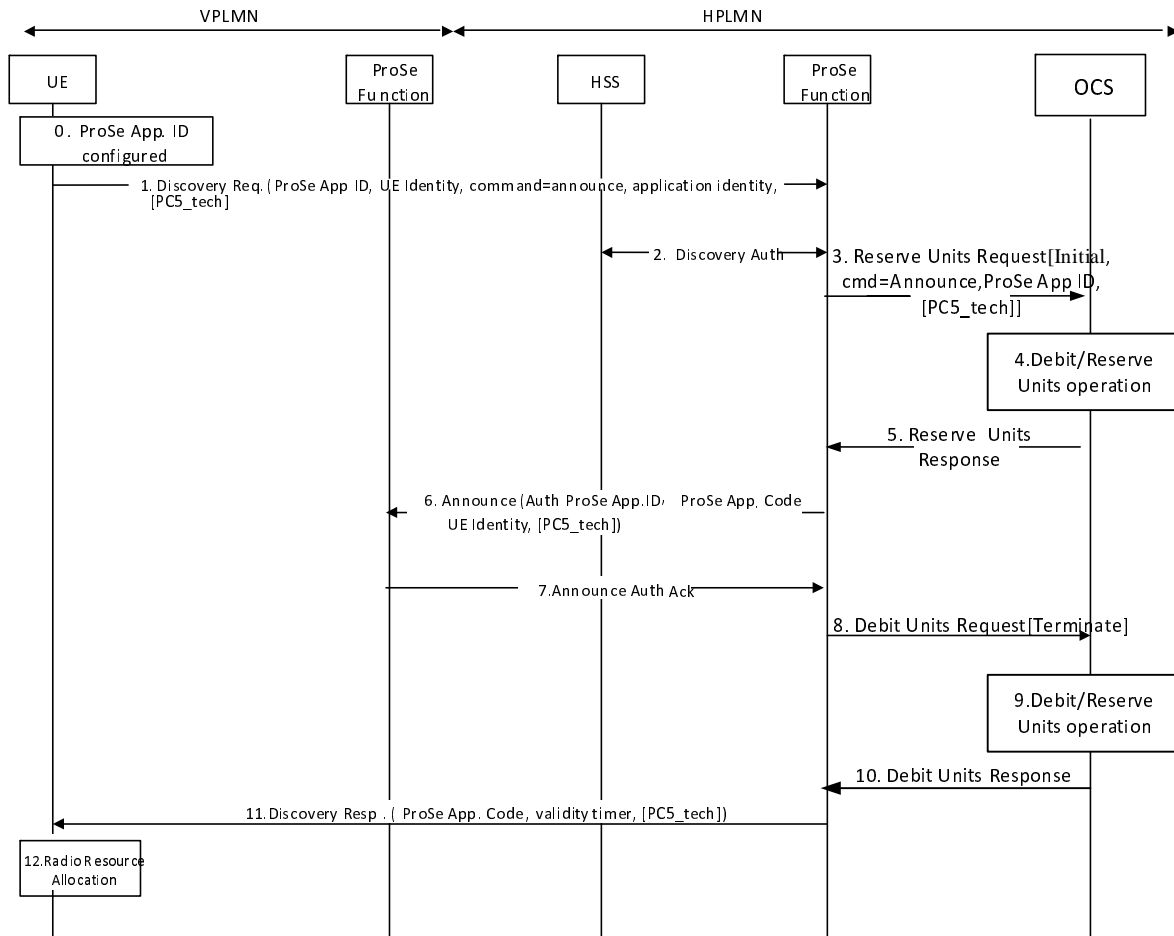 VPLMN
HPLMN
UE
ProSe
Function
HSS
ProSe
Function
OCS
0. ProSe App. ID
configured
1. Discovery Req. (ProSe App ID, UE Identity, command=announce, application identity,
[PC5_tech]
2. Discovery Auth
3. Reserve Units Request[Initial,
cmd=Announce,ProSe App ID,
[PC5_tech]]
4.Debit/Reserve
Units operation
5. Reserve Units
Response
6. Announce (Auth ProSe App.ID, ProSe App. Code
UE Identity, [PC5_tech])
7.Announce Auth Ack
8. Debit Units Request[Terminate]
9.Debit/Reserve
Units operation
10. Debit Units Response
11.Discovery Resp . ( ProSe App. Code, validity timer, [PC5_tech])
12.Radio Resource
Allocation